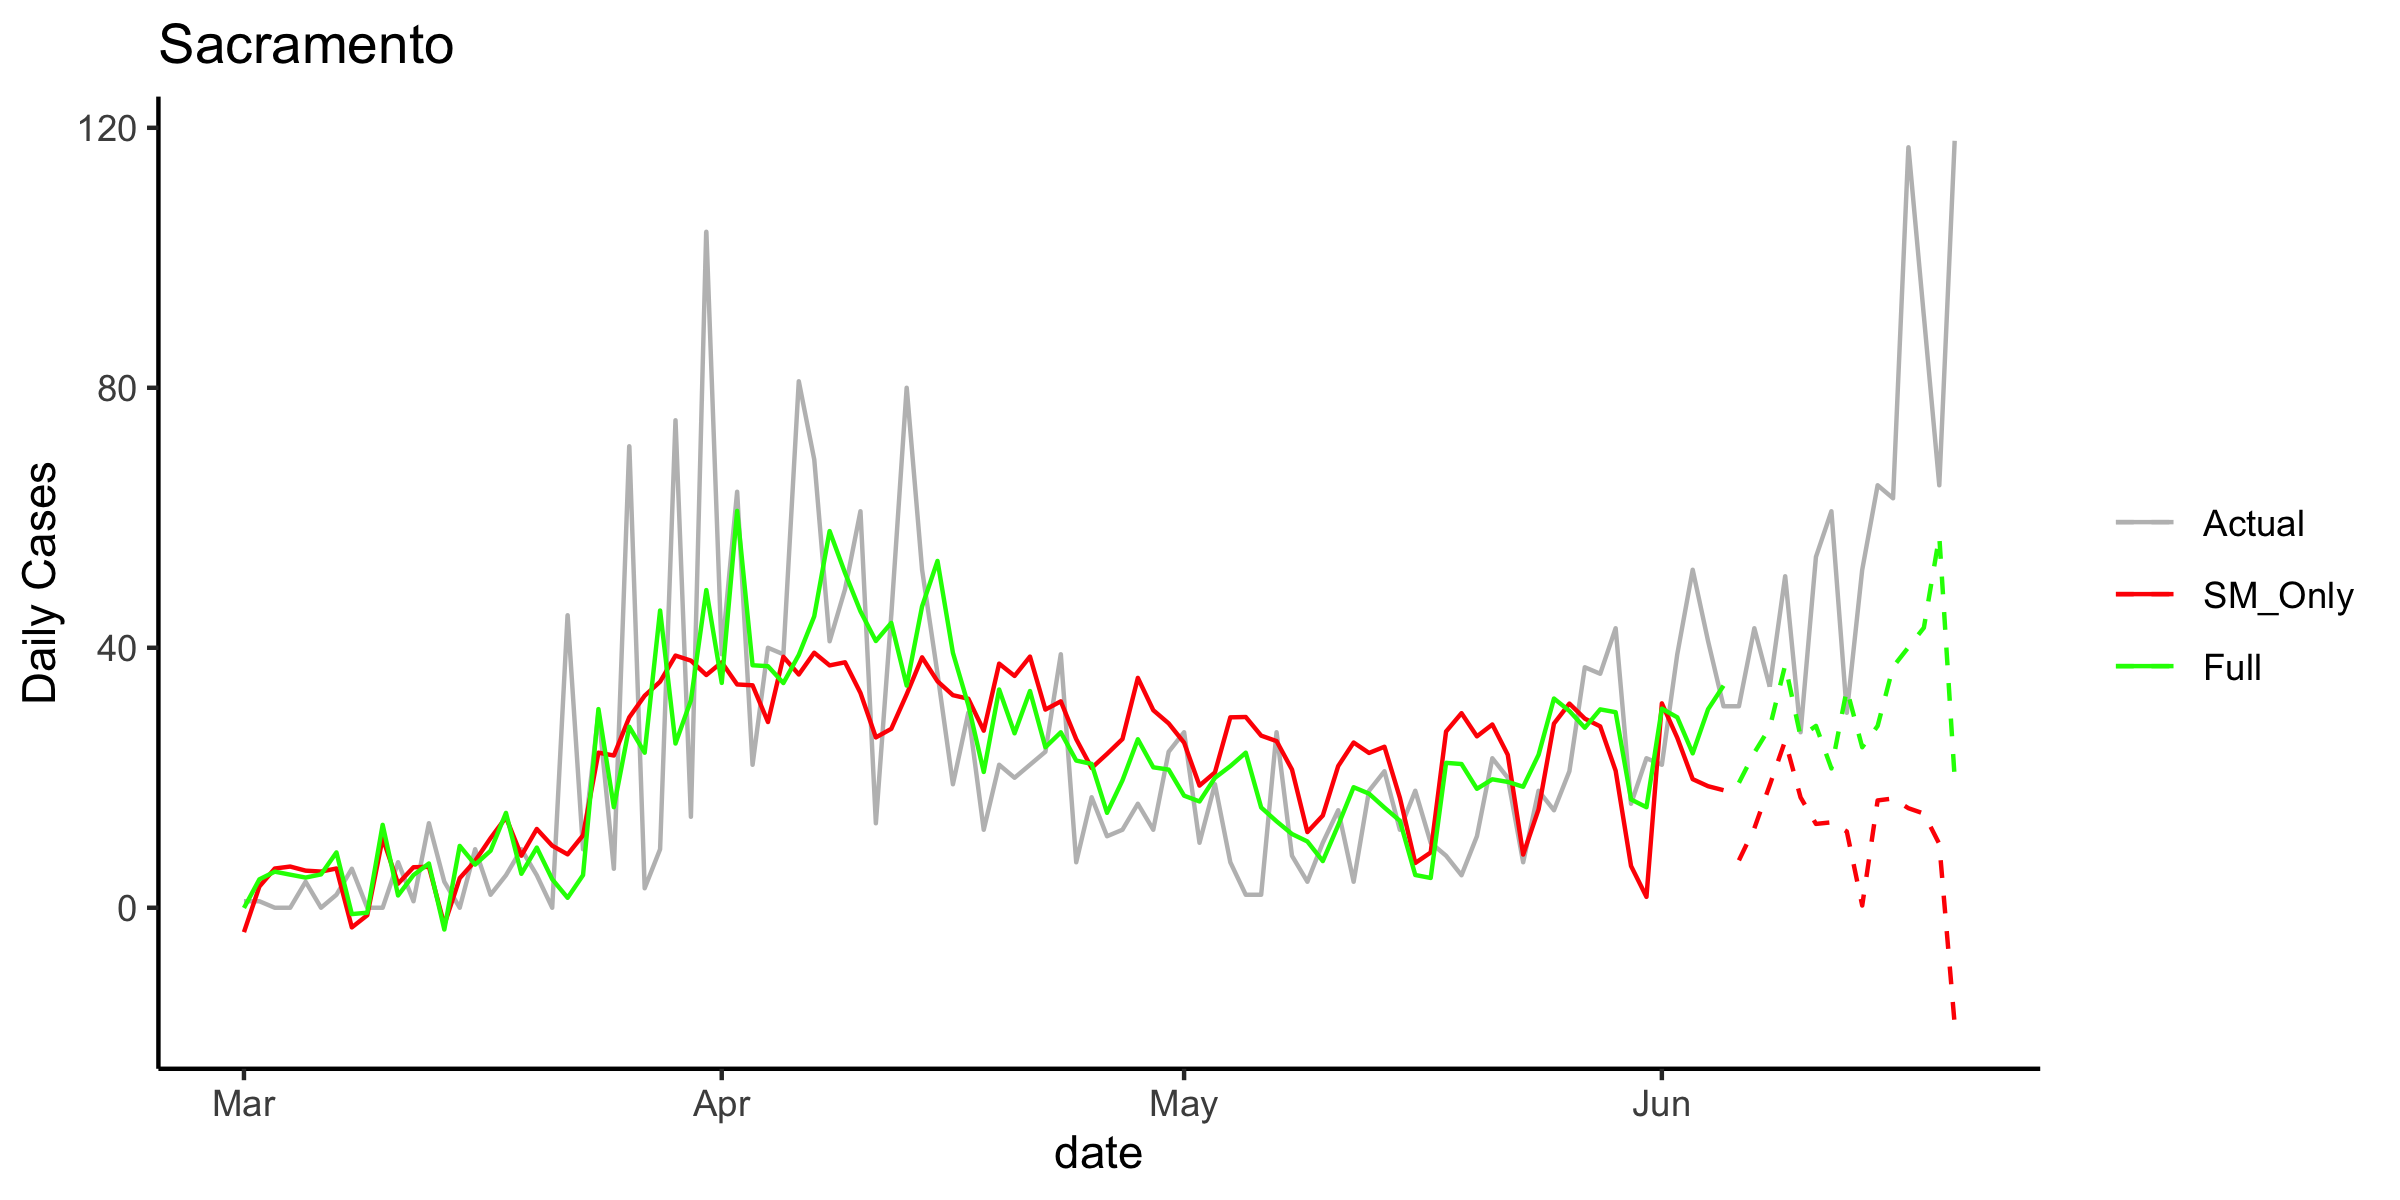 Sacramento
120
80
40
0
Daily Cases
Mar
Apr
May
Jun
date
Actual
SM_Only
Full